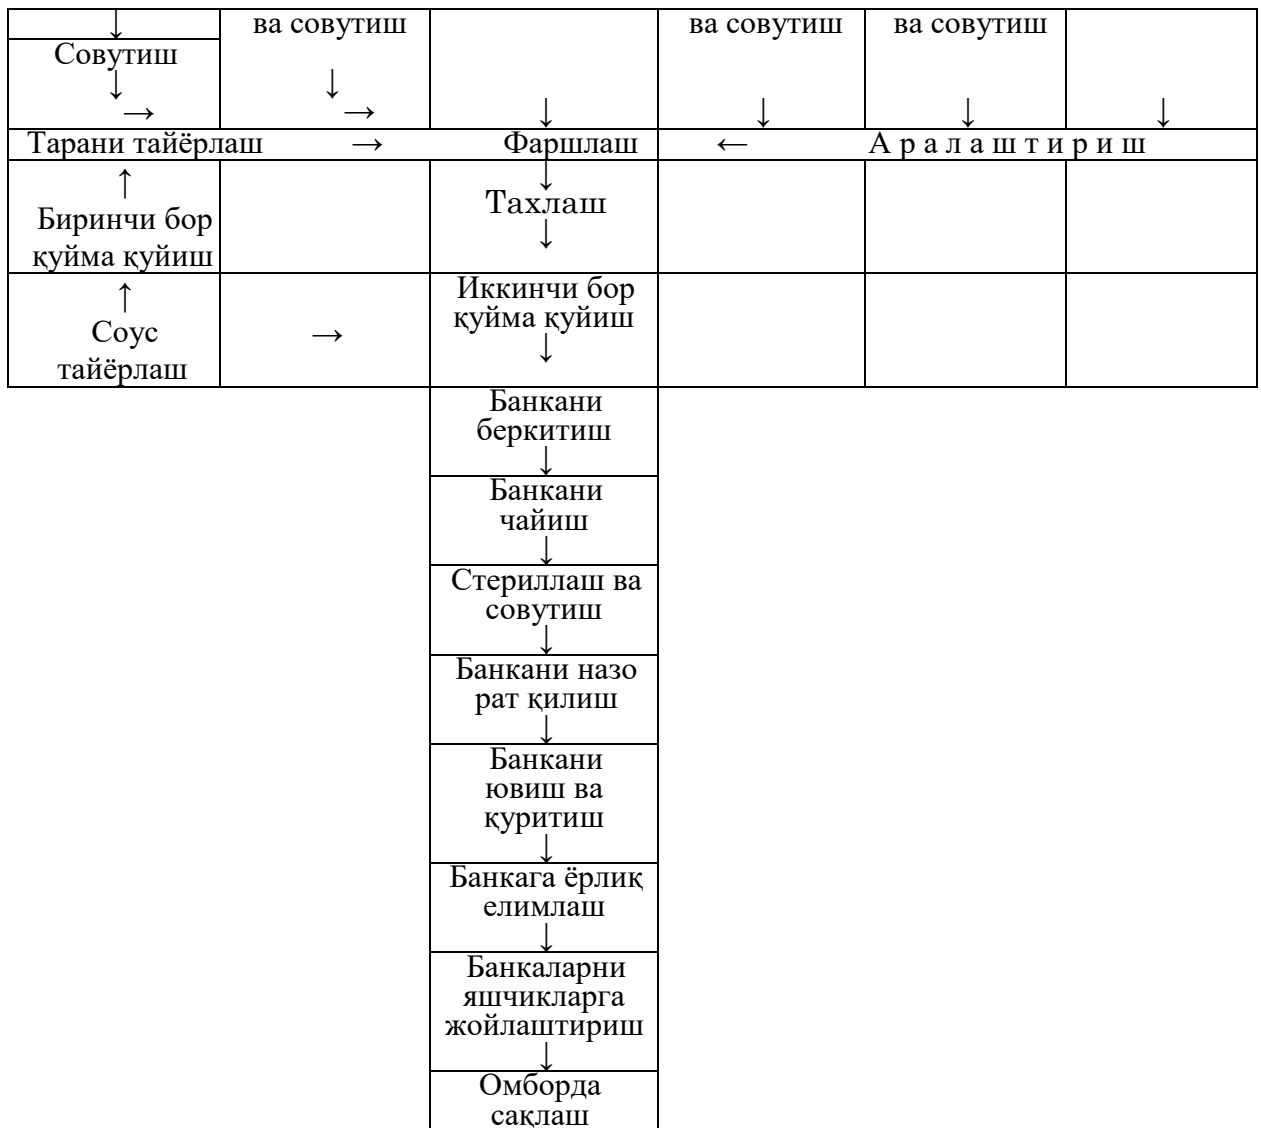 ↓ ва совутиш ва совутиш ва совутиш
Совутиш
↓ ↓
→ → ↓ ↓ ↓ ↓
Тарани тайёрлаш → Фаршлаш ← А р а л а ш т и р и ш
↑
Биринчи бор
қуйма қуйиш
↓
Тахлаш
↓
↑
Соус
тайёрлаш
→
Иккинчи бор
қуйма қуйиш
↓
Банкани
беркитиш
↓
Банкани
чайиш
↓
Стериллаш ва
совутиш
↓
Банкани назо
рат қилиш
↓
Банкани
ювиш ва
қуритиш
↓
Банкага ёрлиқ
елимлаш
↓
Банкаларни
яшчикларга
жойлаштириш
↓
Омборда
сақлаш